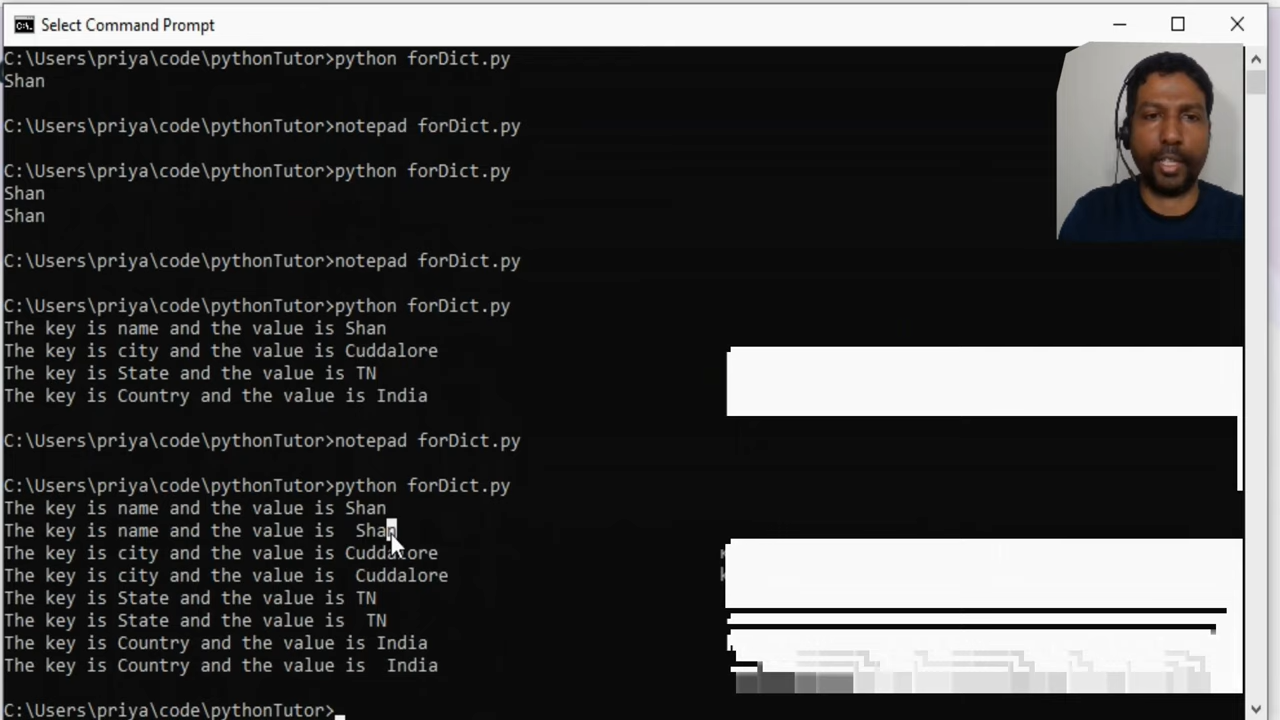 Select Command Prompt
C:\Users\priya\code\pythonTutor>python forDict.py
Shan
C:\Users\priya\code\pythonTutor>notepad forDict.py
C:\Users\priya\code\pythonTutor>python forDict.py
Shan
Shan
C:\Users\priya\code\pythonTutor>notepad forDict.py
C:\Users\priya\code\pythonTutor>python forDict.py
The key is name and the value is Shan
The key is city and the value is Cuddalore
The key is State and the value is TN
The key is Country and the value is India
C:\Users\priya\code\pythonTutor>notepad forDict.py
C:\Users\priya\code\pythonTutor>python forDict.py
The key is name and the value is Shan
The key is name and the value is  Shan
The key is city and the value is Cuddalore
The key is city and the value is  Cuddalore
The key is State and the value is TN
The key is State and the value is  TN
The key is Country and the value is India
The key is Country and the value is  India
C:\Users\priya\code\pythonTutor>